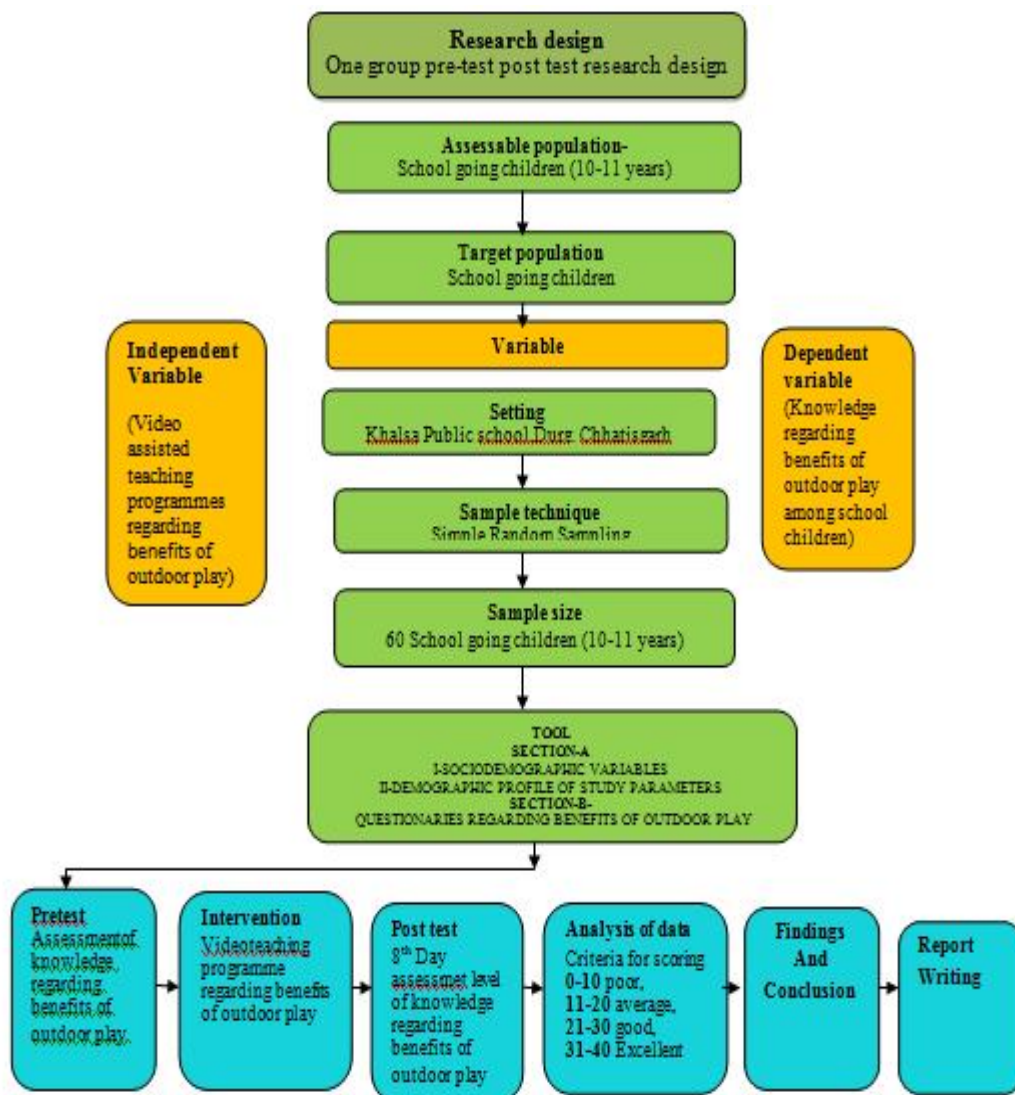 Research design
One group pre-test post test research design
Assessable population-
School going children (10-11 years)
Target population
School going children
Variable
Independent
Variable
(Video
assisted
teaching
programmes
regarding
benefits of
outdoor play)
Dependent
variable
(Knowledge
regarding
benefits of
outdoor play
among school
children)
Setting
Khalsa Public school Durg Chhatisgarh
Sample technique
Simple Random Sampling
Sample size
60 School going children (10-11 years)
TOOL
SECTION-A
I-SOCIODEMOGRAPHIC VARIABLES
II-DEMOGRAPHIC PROFILE OF STUDY PARAMETERS
SECTION-B-
QUESTIONARIES REGARDING BENEFITS OF OUTDOOR PLAY
Pretest
Assessmentof
knowledge
regarding
benefits of
outdoor play.
Intervention
Videoteaching
programme
regarding benefits
of outdoor play
Post test
8th Day
assessmet level
of knowledge
regarding
benefits of
outdoor play
Analysis of data
Criteria for scoring
0-10 poor,
11-20 average,
21-30 good,
31-40 Excellent
Findings
And
Conclusion
Report
Writing